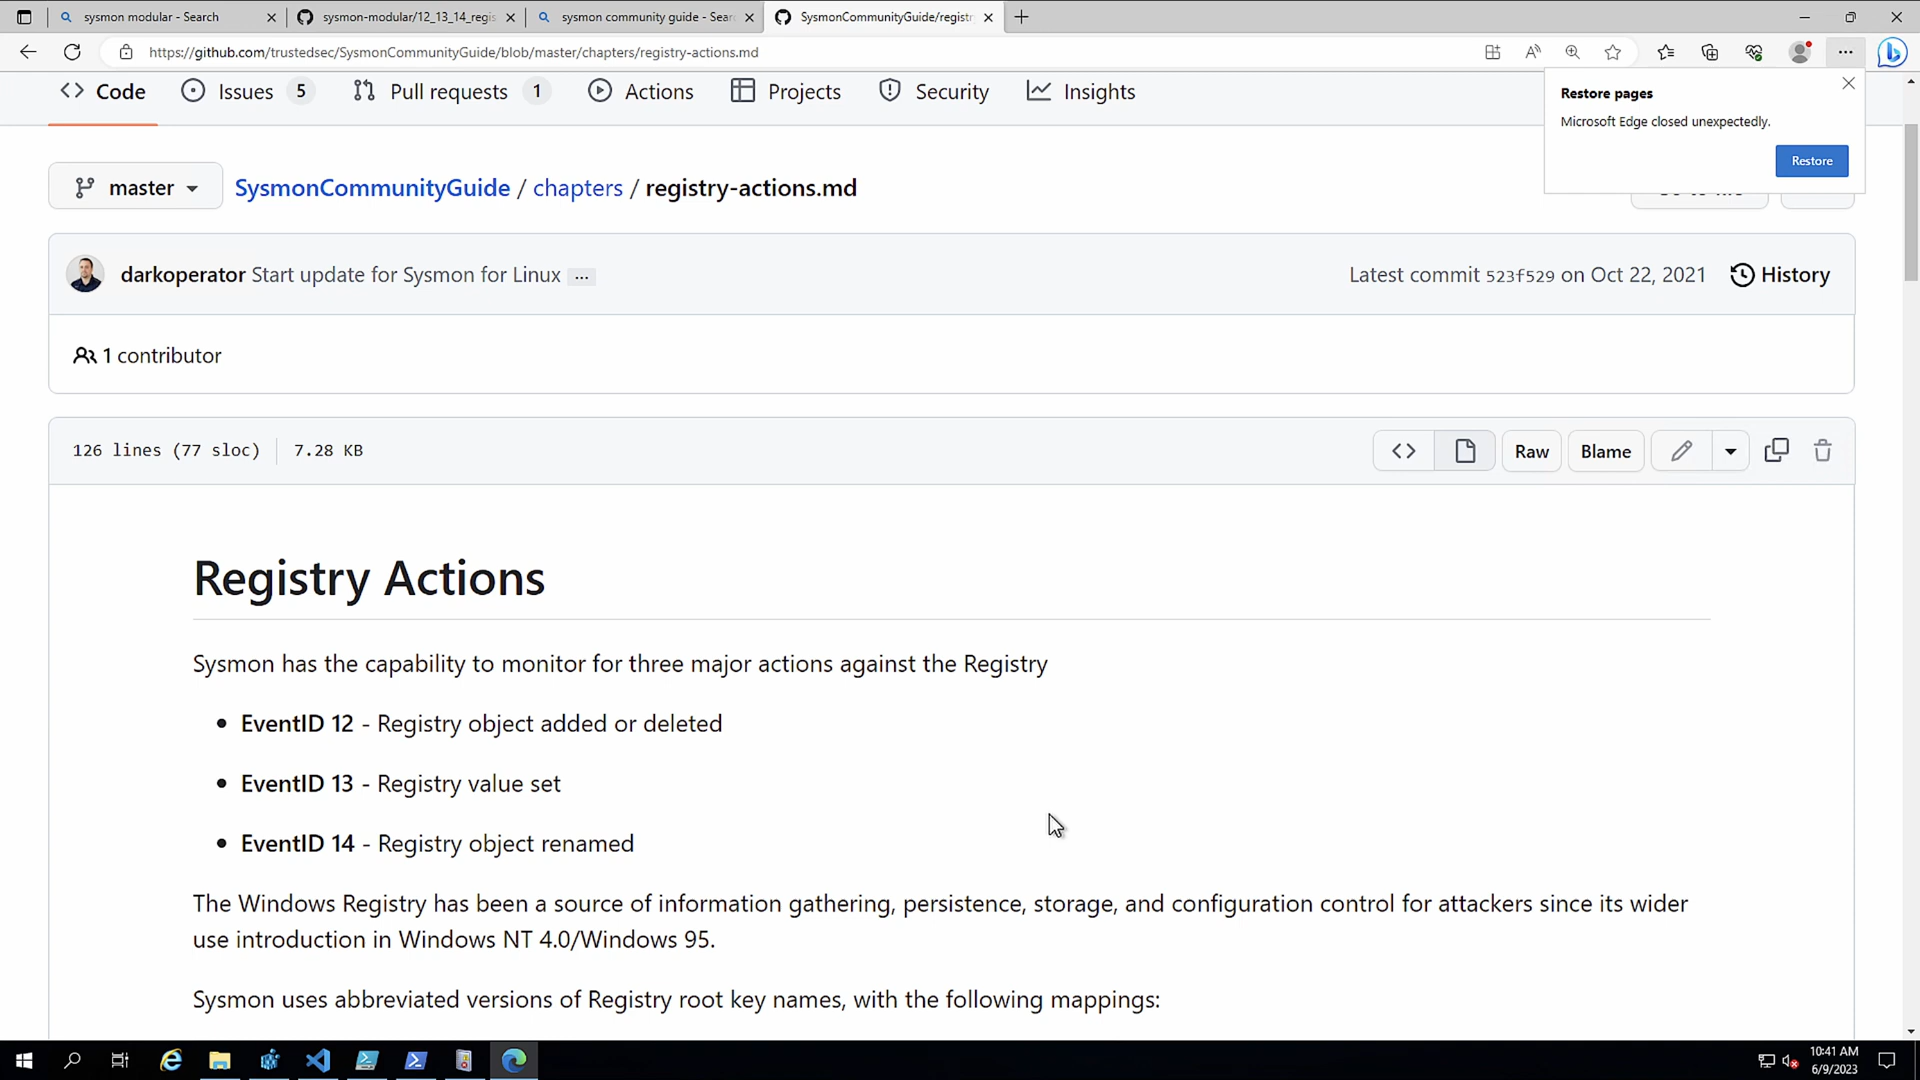 sysmon modular - Search
sysmon-modular/12_13_14_regis
sysmon community guide - Sear
SysmonCommunityGuide/registr
https://github.com/trustedsec/SysmonCommunityGuide/blob/master/chapters/registry-actions.md
Code
Issues 5
Pull requests 1
Actions
Projects
Security
Insights
Restore pages
Microsoft Edge closed unexpectedly.
Restore
master
SysmonCommunityGuide / chapters / registry-actions.md
darkoperator Start update for Sysmon for Linux ...
Latest commit 523f529 on Oct 22, 2021
History
1 contributor
126 lines (77 sloc)
7.28 KB
Raw
Blame
Registry Actions
Sysmon has the capability to monitor for three major actions against the Registry
• EventID 12 - Registry object added or deleted
• EventID 13 - Registry value set
• EventID 14 - Registry object renamed
The Windows Registry has been a source of information gathering, persistence, storage, and configuration control for attackers since its wider
use introduction in Windows NT 4.0/Windows 95.
Sysmon uses abbreviated versions of Registry root key names, with the following mappings:
10:41 AM
6/9/2023